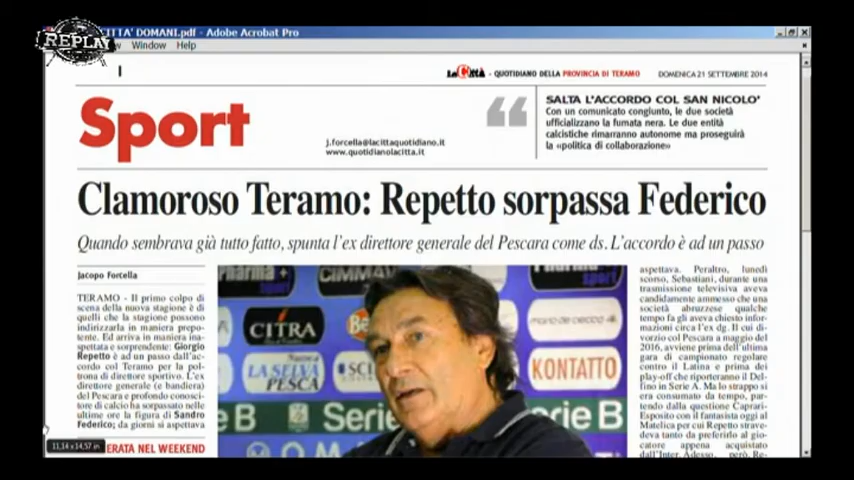 REPLAY
CITTA' DOMANI.pdf - Adobe Acrobat Pro
Window Help
LaCittà - QUOTIDIANO DELLA PROVINCIA DI TERAMO
DOMENICA 21 SETTEMBRE 2014
Sport
j.forcella@lacittaquotidiano.it
www.quotidianolacitta.it
“
SALTA L'ACCORDO COL SAN NICOLO'
Con un comunicato congiunto, le due società
ufficializzano la fumata nera. Le due entità
calcistiche rimarranno autonome ma proseguirà
la «politica di collaborazione»
Clamoroso Teramo: Repetto sorpassa Federico
Quando sembrava già tutto fatto, spunta l'ex direttore generale del Pescara come ds. L'accordo è ad un passo
Jacopo Forcella
TERAMO - Il primo colpo di
scena della nuova stagione è di
quelli che la stagione possono
indirizzarla in maniera prepo-
tente. Ed arriva in maniera ina-
spettata e sorprendente: Giorgio
Repetto è ad un passo dall'ac-
cordo col Teramo per la pol-
trona di direttore sportivo. L'ex
direttore generale (e bandiera)
del Pescara e profondo conosci-
tore di calcio ha sorpassato nelle
ultime ore la figura di Sandro
Federico; da giorni si aspettava
ERATA NEL WEEKEND
11,14 x 14,57 in.
CITRA
Nuova
LA SELVA
PESCA
KONTATTO
Serie B
Serie B
aspettava. Peraltro, lunedì
scorso, Sebastiani, durante una
trasmissione televisiva aveva
candidamente ammesso che una
società abruzzese qualche
tempo fa gli aveva chiesto infor-
mazioni circa l'ex dg. Il cui di-
vorzio col Pescara a maggio del
2016, avviene prima dell'ultima
gara di campionato regolare
contro il Latina e prima dei
play-off che riporteranno il Del-
fino in Serie A. Ma lo strappo si
era consumato da tempo, par-
tendo dalla questione Caprari-
Esposito con il fantasista oggi al
Matelica per cui Repetto strave-
deva tanto da preferirlo al gio-
catore appena acquistato
dall'Inter. Adesso, però, Re-